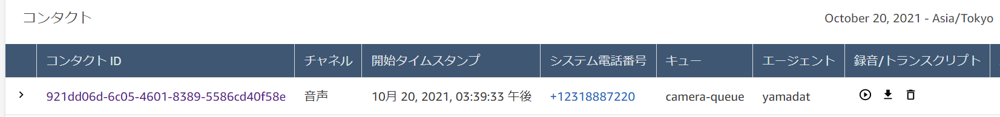 コンタクト
October 20, 2021 - Asia/Tokyo
コンタクト ID チャネル 開始タイムスタンプ システム電話番号 キュー エージェント 録音/トランスクリプト
921dd06d-6c05-4601-8389-5586cd40f58e 音声 10月 20, 2021, 03:39:33 午後 +12318887220 camera-queue yamadat